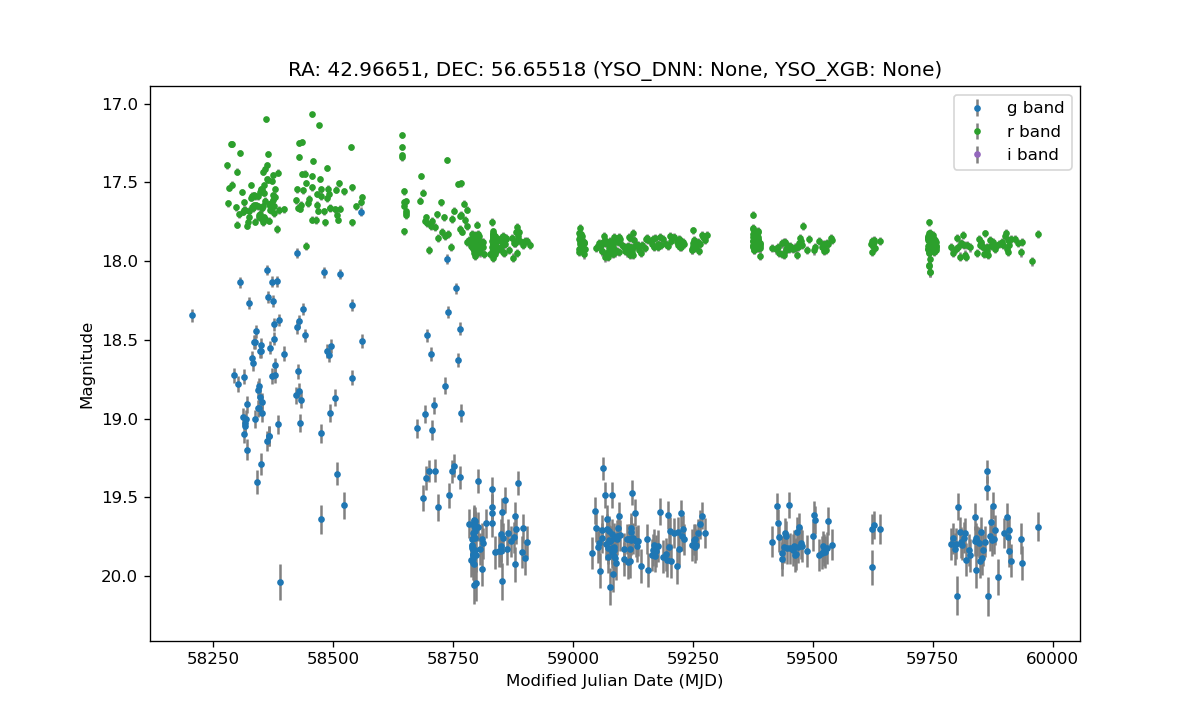 RA: 42.96651, DEC: 56.65518 (YSO_DNN: None, YSO_XGB: None)
g band
r band
i band
17.0
17.5
18.0
18.5
19.0
19.5
20.0
Magnitude
58250 58500 58750 59000 59250 59500 59750 60000
Modified Julian Date (MJD)